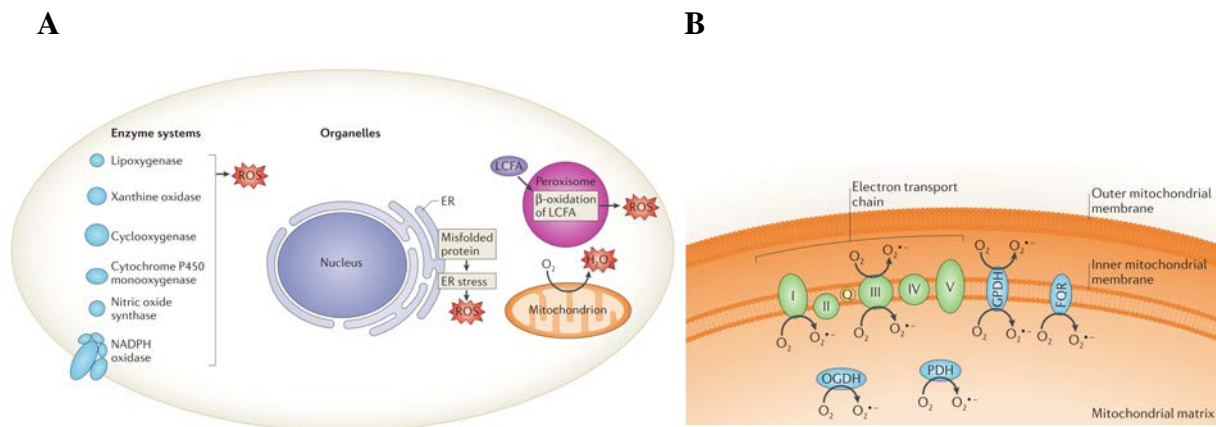 A
Enzyme systems
Lipoxygenase
Xanthine oxidase
Cyclooxygenase
Cytochrome P450
monooxygenase
Nitric oxide
synthase
NADPH
oxidase
ROS
Organelles
Nucleus
ER
Misfolded
protein
ER stress
ROS
LCFA
Peroxisome
β-oxidation
of LCFA
ROS
O₂
H₂O
Mitochondrion
B
Electron transport
chain
Outer mitochondrial
membrane
Inner mitochondrial
membrane
O₂ O₂•−
O₂ O₂•−
I
II
Q
III
IV
V
GPDH
FOR
O₂ O₂•−
O₂ O₂•−
O₂ O₂•−
O₂ O₂•−
OGDH
O₂ O₂•−
PDH
O₂ O₂•−
Mitochondrial matrix